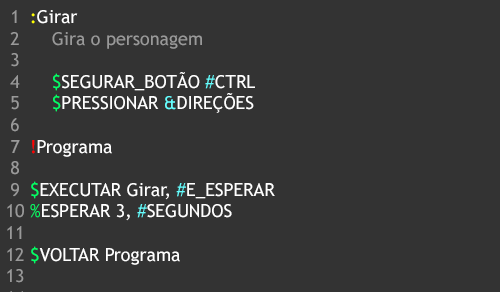 1 :Girar
2 Gira o personagem
3
4 $SEGURAR_BOTÃO #CTRL
5 $PRESSIONAR &DIREÇÕES
6
7 !Programa
8
9 $EXECUTAR Girar, #E_ESPERAR
10 %ESPERAR 3, #SEGUNDOS
11
12 $VOLTAR Programa
13